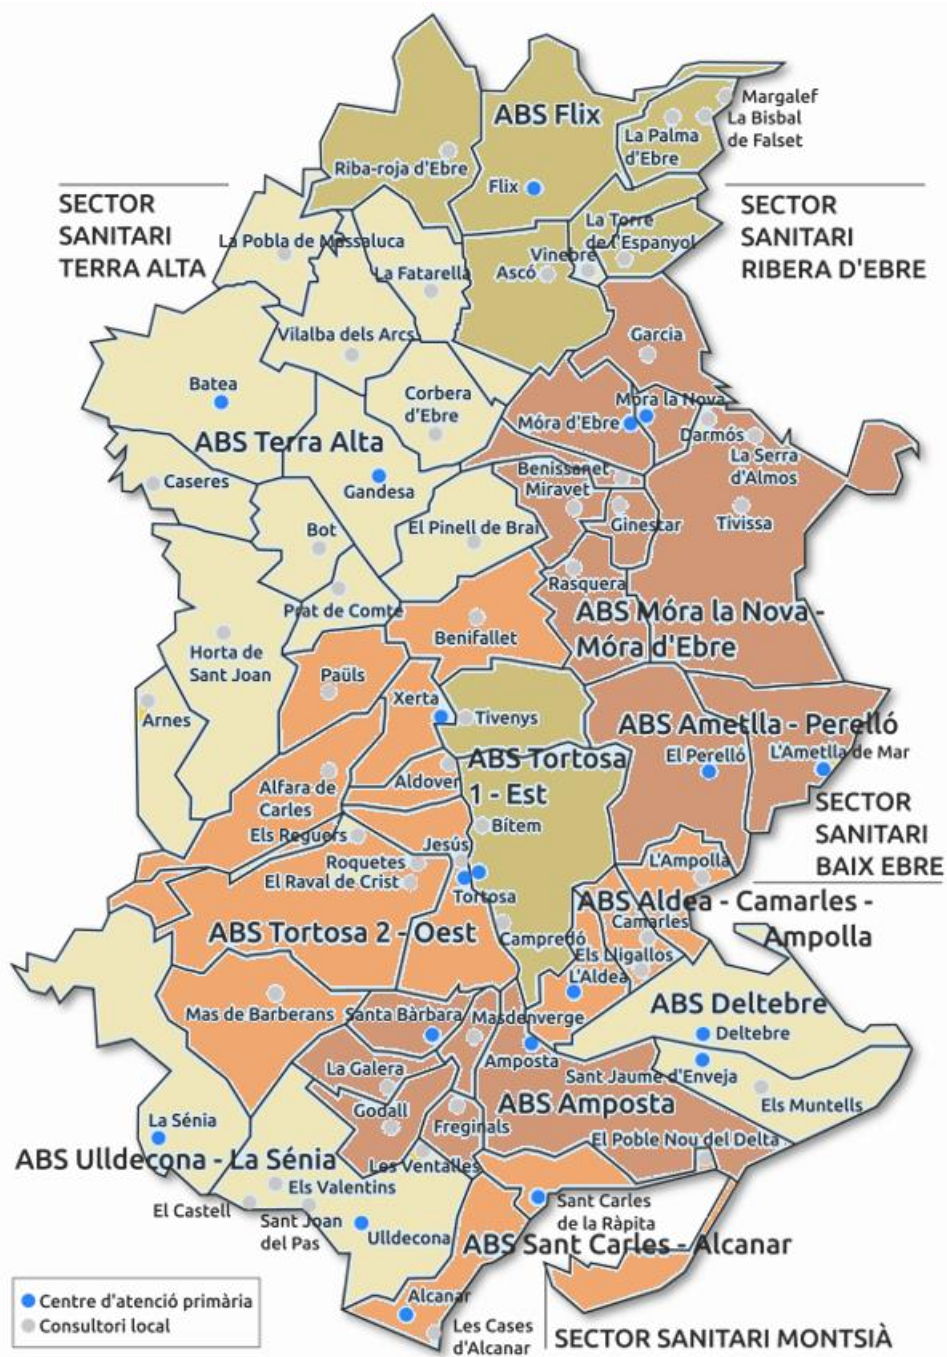 Margalef
La Bisbal
de Falset
ABS Flix
La Palma
d'Ebre
Riba-roja d'Ebre
Flix
SECTOR
SANITARI
TERRA ALTA
SECTOR
SANITARI
RIBERA D'EBRE
La Torre
de l'Espanyol
La Pobla de Massaluca
Vinebre
Ascó
La Fatarella
Vilalba dels Arcs
Garcia
Batea
Corbera
d'Ebre
Móra la Nova
Móra d'Ebre
Darmós
ABS Terra Alta
La Serra
d'Almos
Benissanet
Caseres
Gandesa
Miravet
Ginestar
Tivissa
Bot
El Pinell de Brai
Rasquera
Prat de Comte
ABS Móra la Nova -
Móra d'Ebre
Benifallet
Horta de
Sant Joan
Paüls
Xerta
Arnes
Tivenys
ABS Ametlla - Perelló
El Perelló
L'Ametlla de Mar
ABS Tortosa
1 - Est
Aldover
Alfara de
Carles
SECTOR
SANITARI
BAIX EBRE
Bítem
Els Reguers
Jesús
Roquetes
El Raval de Crist
L'Ampolla
Tortosa
ABS Aldea - Camarles -
Ampolla
Camarles
ABS Tortosa 2 - Oest
Campredó
Els Lligallos
L'Aldea
ABS Deltebre
Mas de Barberans
Santa Bàrbara
Masdenverge
Deltebre
Amposta
La Galera
Sant Jaume d'Enveja
Godall
ABS Amposta
Els Muntells
La Sénia
Freginals
El Poble Nou del Delta
ABS Ulldecona - La Sénia
Les Ventalles
Els Valentins
El Castell
Sant Joan
del Pas
Ulldecona
Sant Carles
de la Ràpita
ABS Sant Carles - Alcanar
Alcanar
Les Cases
d'Alcanar
Centre d'atenció primària
Consultori local
SECTOR SANITARI MONTSIÀ